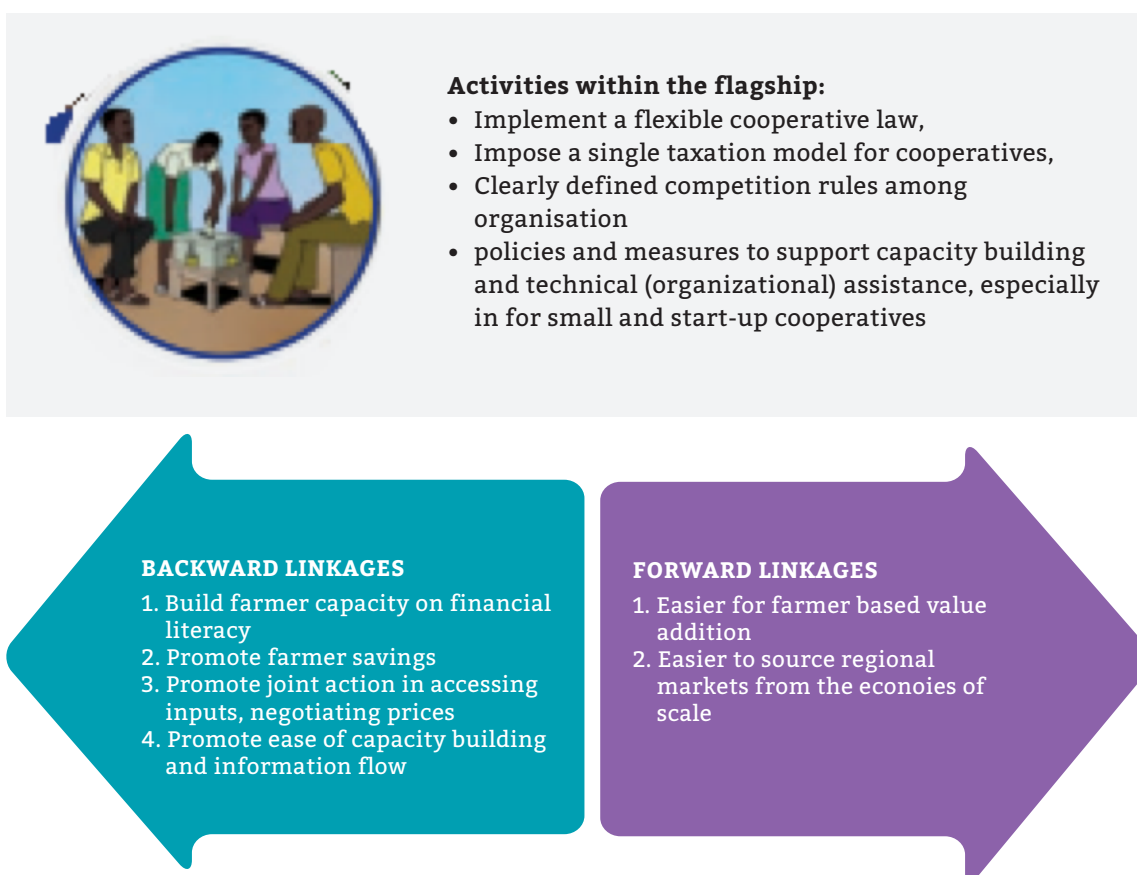 Activities within the flagship:
• Implement a flexible cooperative law,
• Impose a single taxation model for cooperatives,
• Clearly defined competition rules among
organisation
• policies and measures to support capacity building
and technical (organizational) assistance, especially
in for small and start-up cooperatives
BACKWARD LINKAGES
1. Build farmer capacity on financial
literacy
2. Promote farmer savings
3. Promote joint action in accessing
inputs, negotiating prices
4. Promote ease of capacity building
and information flow
FORWARD LINKAGES
1. Easier for farmer based value
addition
2. Easier to source regional
markets from the econoies of
scale